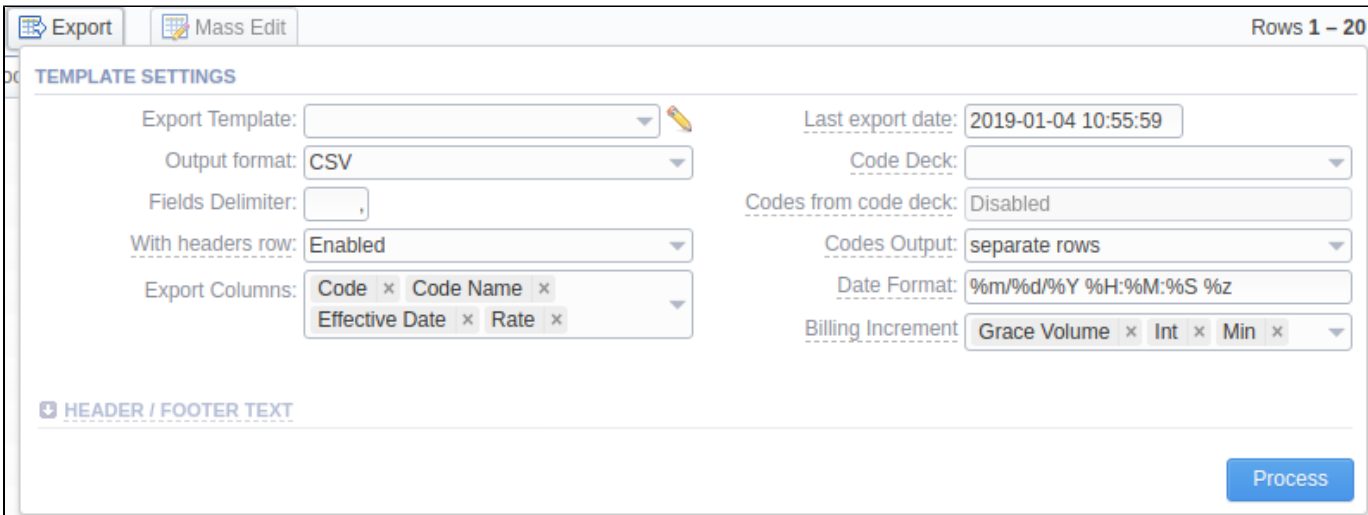 Export Mass Edit Rows 1 – 20
TEMPLATE SETTINGS
Export Template: Last export date: 2019-01-04 10:55:59
Output format: CSV Code Deck:
Fields Delimiter: , Codes from code deck: Disabled
With headers row: Enabled Codes Output: separate rows
Export Columns: Code × Code Name × Date Format: %m/%d/%Y %H:%M:%S %z
Effective Date × Rate × Billing Increment Grace Volume × Int × Min ×
HEADER / FOOTER TEXT
Process